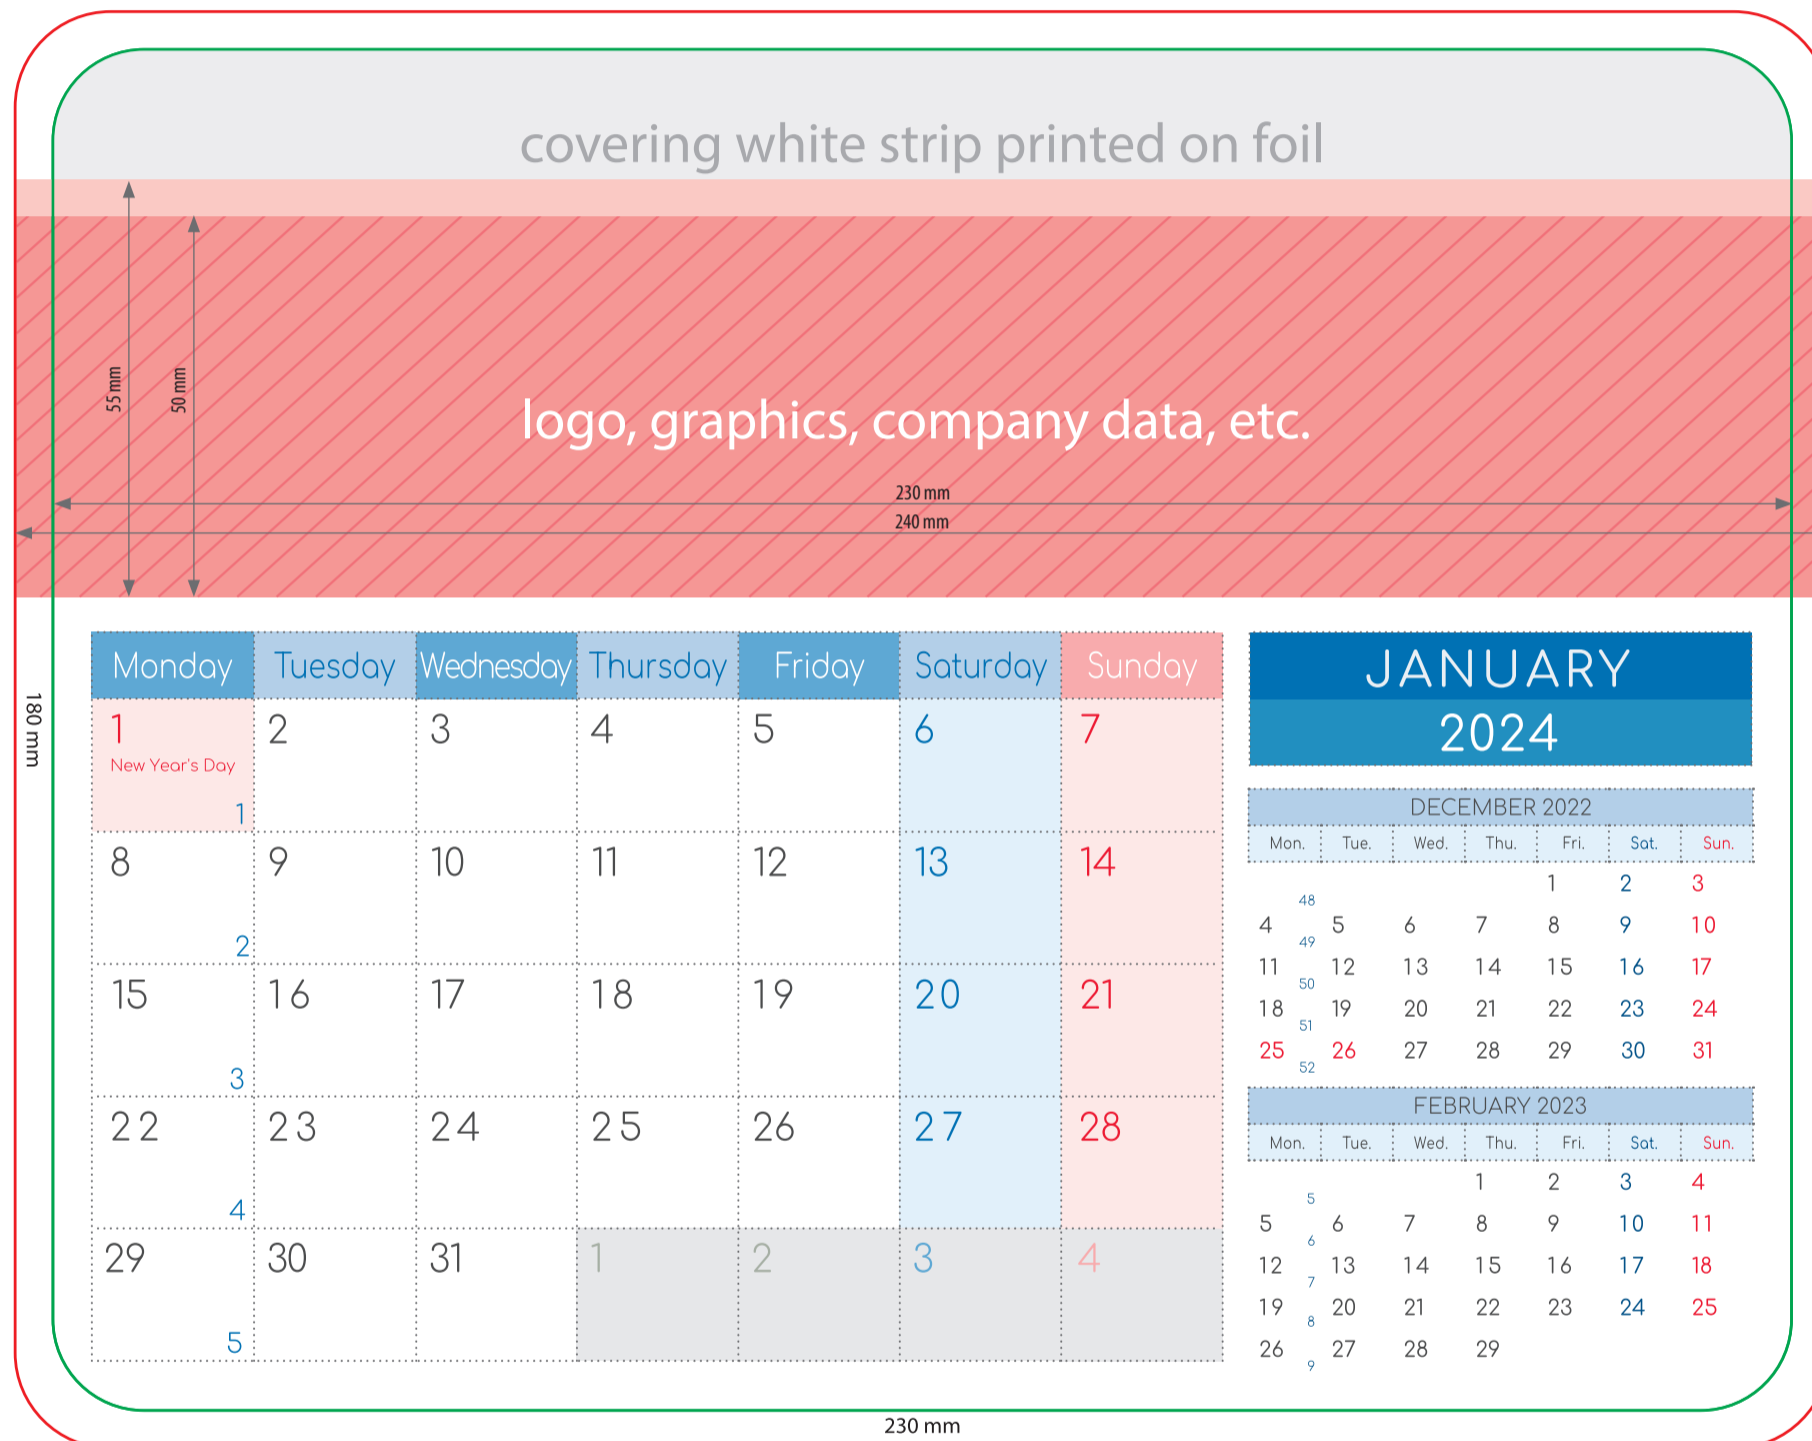 covering white strip printed on foil
55 mm
50 mm
logo, graphics, company data, etc.
230 mm
240 mm
180 mm
Monday Tuesday Wednesday Thursday Friday Saturday Sunday
1 2 3 4 5 6 7
New Year's Day
1
8 9 10 11 12 13 14
2
15 16 17 18 19 20 21
3
22 23 24 25 26 27 28
4
29 30 31 1 2 3 4
5
JANUARY
2024
DECEMBER 2022
Mon. Tue. Wed. Thu. Fri. Sat. Sun.
1 2 3
48
4 5 6 7 8 9 10
49
11 12 13 14 15 16 17
50
18 19 20 21 22 23 24
51
25 26 27 28 29 30 31
52
FEBRUARY 2023
Mon. Tue. Wed. Thu. Fri. Sat. Sun.
1 2 3 4
5
5 6 7 8 9 10 11
6
12 13 14 15 16 17 18
7
19 20 21 22 23 24 25
8
26 27 28 29
9
230 mm